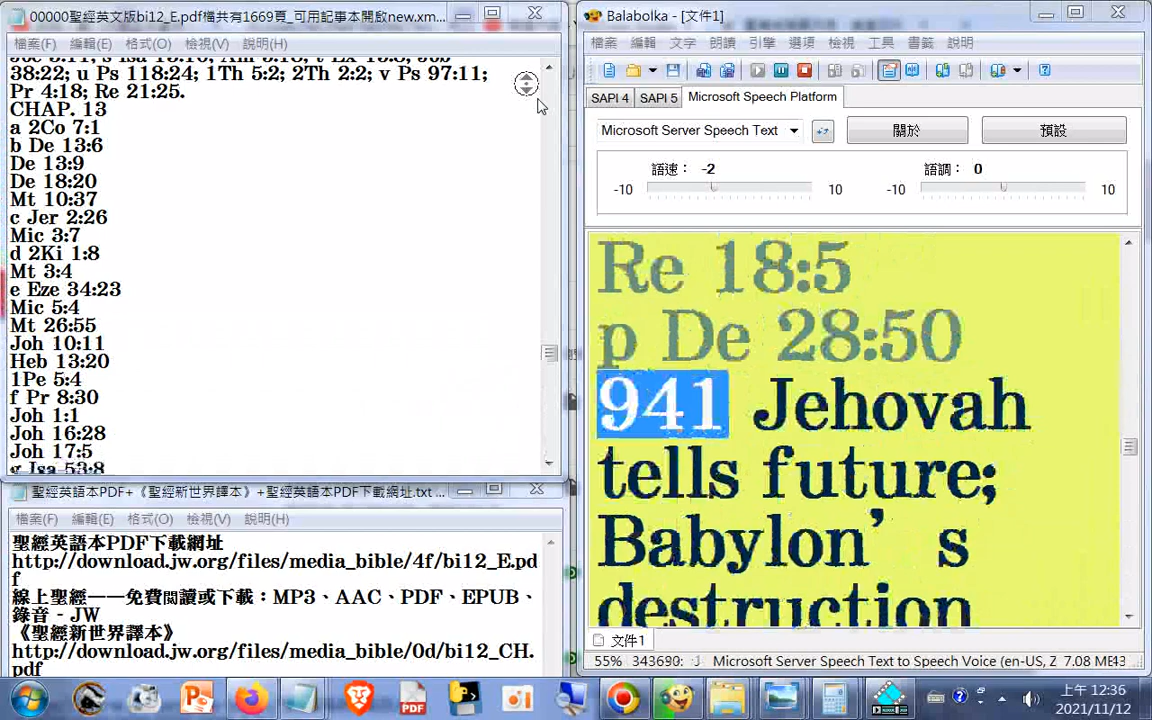 00000聖經英文版bi12_E.pdf檔共有1669頁_可用記事本開啟new.xm...
檔案(F) 編輯(E) 格式(O) 檢視(V) 說明(H)
38:22; u Ps 118:24; 1Th 5:2; 2Th 2:2; v Ps 97:11;
Pr 4:18; Re 21:25.
CHAP. 13
a 2Co 7:1
b De 13:6
De 13:9
De 18:20
Mt 10:37
c Jer 2:26
Mic 3:7
d 2Ki 1:8
Mt 3:4
e Eze 34:23
Mic 5:4
Mt 26:55
Joh 10:11
Heb 13:20
1Pe 5:4
f Pr 8:30
Joh 1:1
Joh 16:28
Joh 17:5
g Isa 53:8
聖經英語本PDF+《聖經新世界譯本》+聖經英語本PDF下載網址.txt ...
檔案(F) 編輯(E) 格式(O) 檢視(V) 說明(H)
聖經英語本PDF下載網址
http://download.jw.org/files/media_bible/4f/bi12_E.pd
f
線上聖經——免費閱讀或下載：MP3、AAC、PDF、EPUB、
錄音 - JW
《聖經新世界譯本》
http://download.jw.org/files/media_bible/0d/bi12_CH.
pdf
Balabolka - [文件1]
檔案 編輯 文字 朗讀 引擎 選項 檢視 工具 書籤 說明
SAPI 4 SAPI 5 Microsoft Speech Platform
Microsoft Server Speech Text 關於 預設
語速： -2 語調： 0
-10 10 -10 10
Re 18:5
p De 28:50
941 Jehovah
tells future;
Babylon’s
destruction
文件1
55% 343690: 1 Microsoft Server Speech Text to Speech Voice (en-US, Z 7.08 MB
上午 12:36
2021/11/12